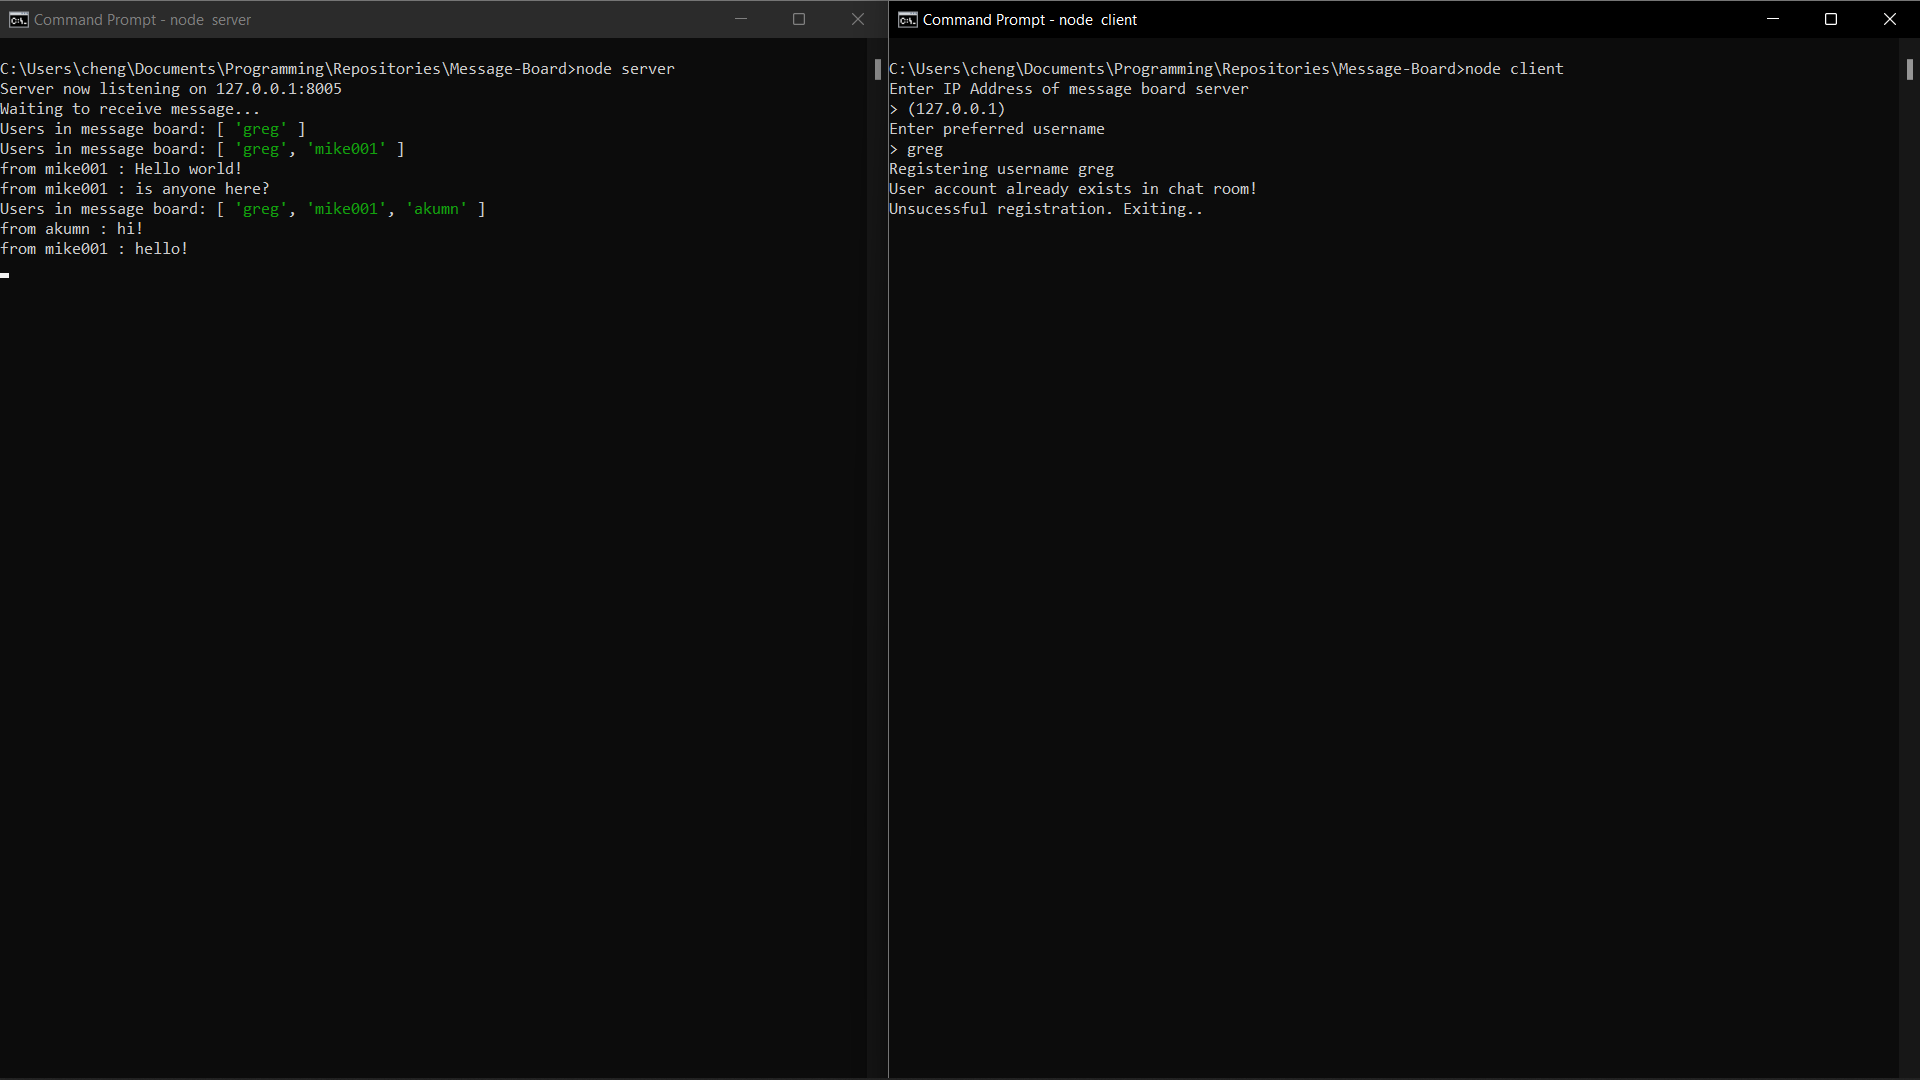 Command Prompt - node  server
C:\Users\cheng\Documents\Programming\Repositories\Message-Board>node server
Server now listening on 127.0.0.1:8005
Waiting to receive message...
Users in message board: [ 'greg' ]
Users in message board: [ 'greg', 'mike001' ]
from mike001 : Hello world!
from mike001 : is anyone here?
Users in message board: [ 'greg', 'mike001', 'akumn' ]
from akumn : hi!
from mike001 : hello!
Command Prompt - node  client
C:\Users\cheng\Documents\Programming\Repositories\Message-Board>node client
Enter IP Address of message board server
> (127.0.0.1)
Enter preferred username
> greg
Registering username greg
User account already exists in chat room!
Unsucessful registration. Exiting..